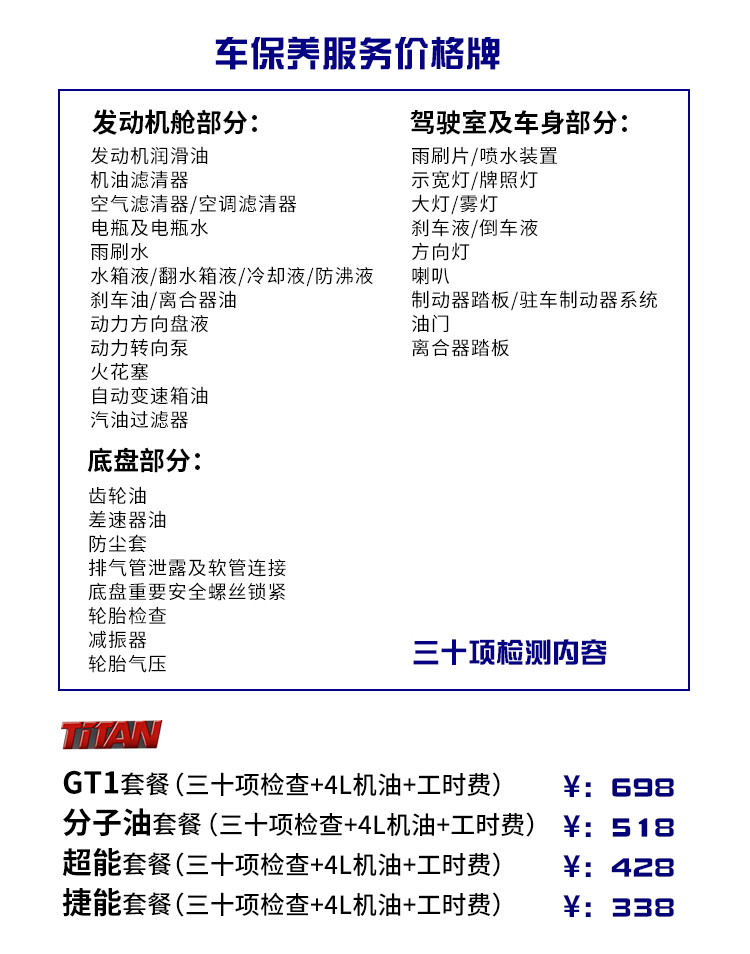 车保养服务价格牌
发动机舱部分：
发动机润滑油
机油滤清器
空气滤清器/空调滤清器
电瓶及电瓶水
雨刷水
水箱液/翻水箱液/冷却液/防沸液
刹车油/离合器油
动力方向盘液
动力转向泵
火花塞
自动变速箱油
汽油过滤器
底盘部分：
齿轮油
差速器油
防尘套
排气管泄露及软管连接
底盘重要安全螺丝锁紧
轮胎检查
减振器
轮胎气压
驾驶室及车身部分：
雨刷片/喷水装置
示宽灯/牌照灯
大灯/雾灯
刹车液/倒车液
方向灯
喇叭
制动器踏板/驻车制动器系统
油门
离合器踏板
三十项检测内容
TiTAN
GT1套餐（三十项检查+4L机油+工时费） ¥：698
分子油套餐（三十项检查+4L机油+工时费） ¥：518
超能套餐（三十项检查+4L机油+工时费） ¥：428
捷能套餐（三十项检查+4L机油+工时费） ¥：338